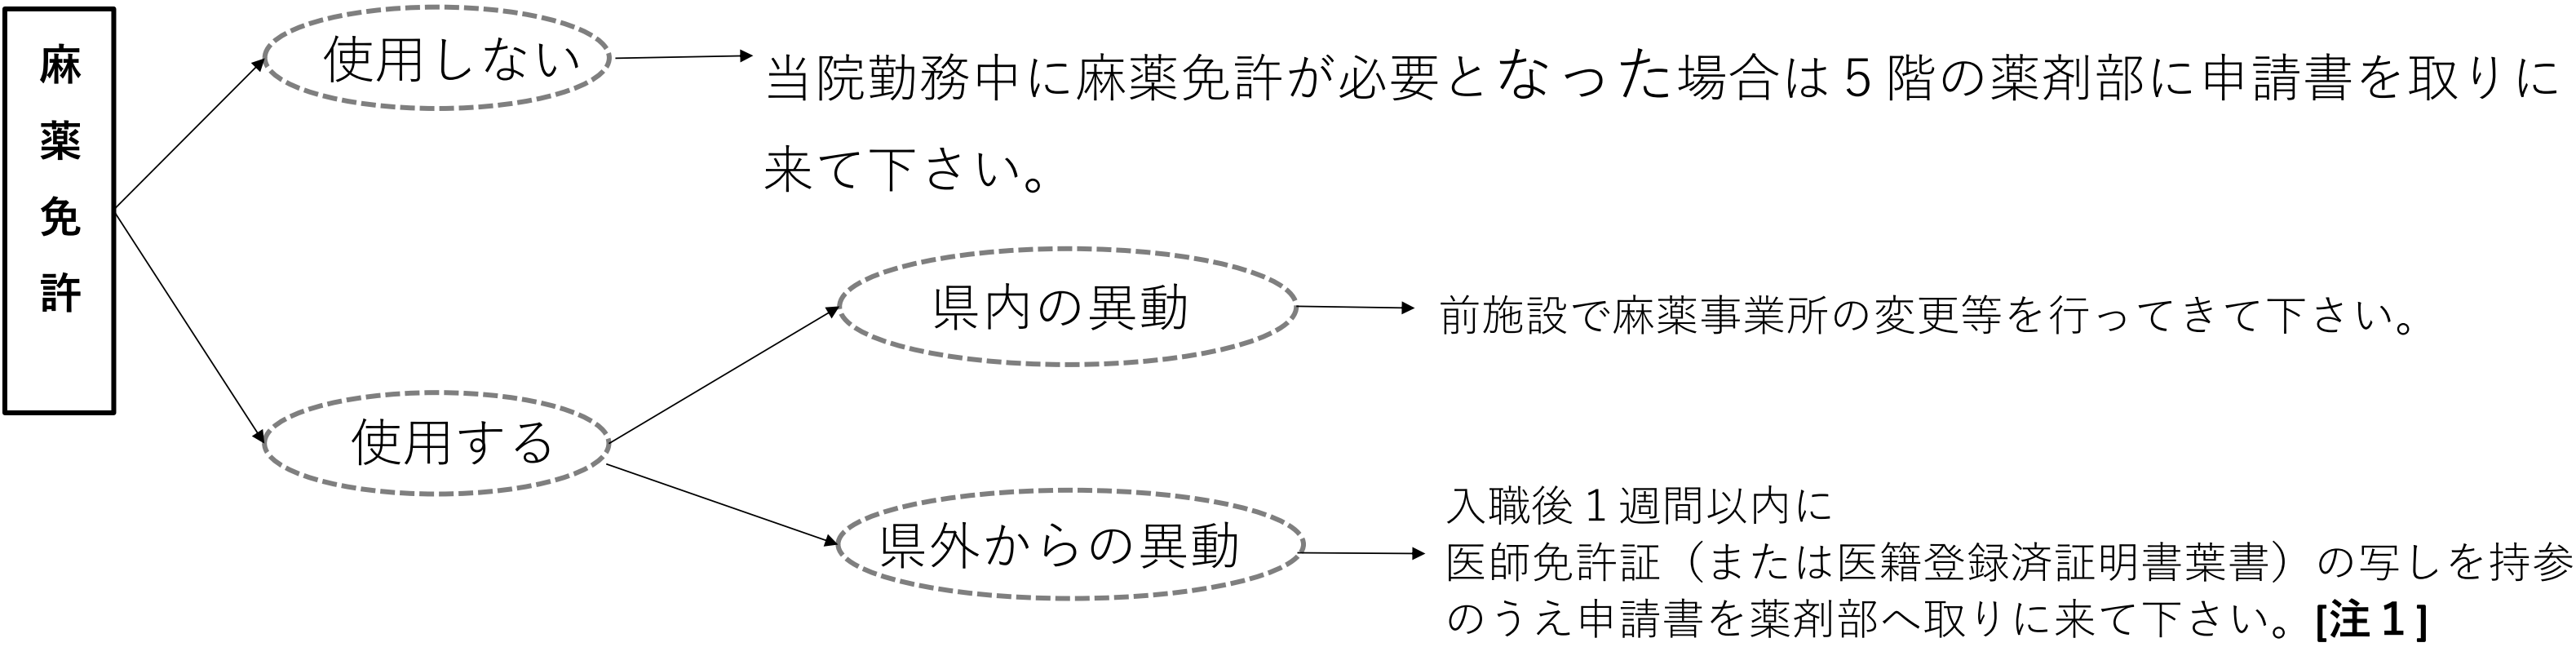 麻薬免許
使用しない
当院勤務中に麻薬免許が必要となった場合は５階の薬剤部に申請書を取りに
来て下さい。
使用する
県内の異動
前施設で麻薬事業所の変更等を行ってきて下さい。
県外からの異動
入職後１週間以内に
医師免許証（または医籍登録済証明書葉書）の写しを持参
のうえ申請書を薬剤部へ取りに来て下さい。[注１]